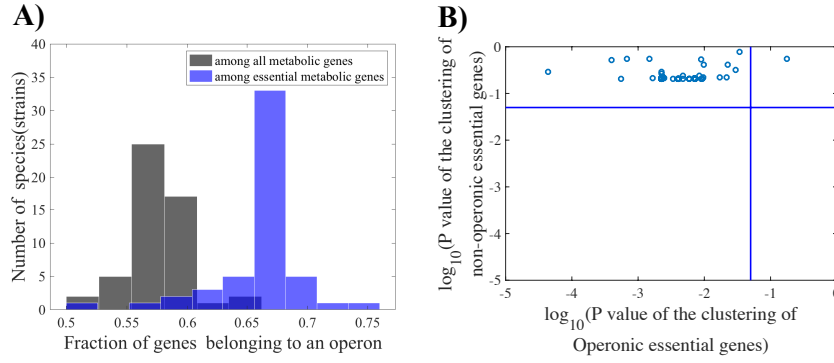 A)
Number of species(strains)
40
35
30
25
20
15
10
5
0
among all metabolic genes
among essential metabolic genes
0.5 0.55 0.6 0.65 0.7 0.75
Fraction of genes belonging to an operon
B)
log10(P value of the clustering of
non-operonic essential genes)
0
-1
-2
-3
-4
-5
-5 -4 -3 -2 -1 0
log10(P value of the clustering of
Operonic essential genes)